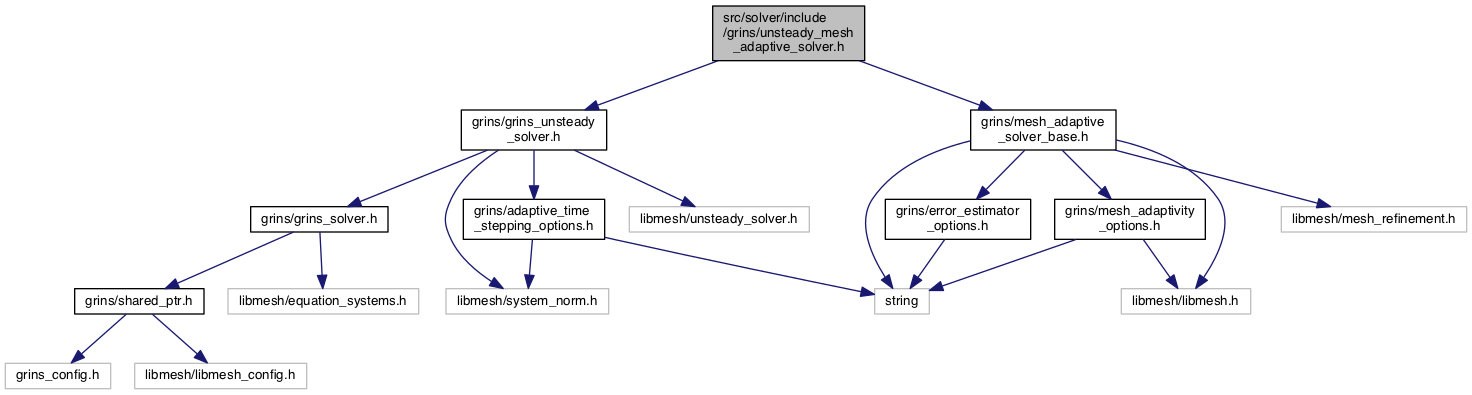 src/solver/include
/grins/unsteady_mesh
_adaptive_solver.h
grins/grins_unsteady
_solver.h
grins/mesh_adaptive
_solver_base.h
grins/grins_solver.h
grins/adaptive_time
_stepping_options.h
libmesh/unsteady_solver.h
grins/error_estimator
_options.h
grins/mesh_adaptivity
_options.h
libmesh/mesh_refinement.h
grins/shared_ptr.h
libmesh/equation_systems.h
libmesh/system_norm.h
string
libmesh/libmesh.h
grins_config.h
libmesh/libmesh_config.h